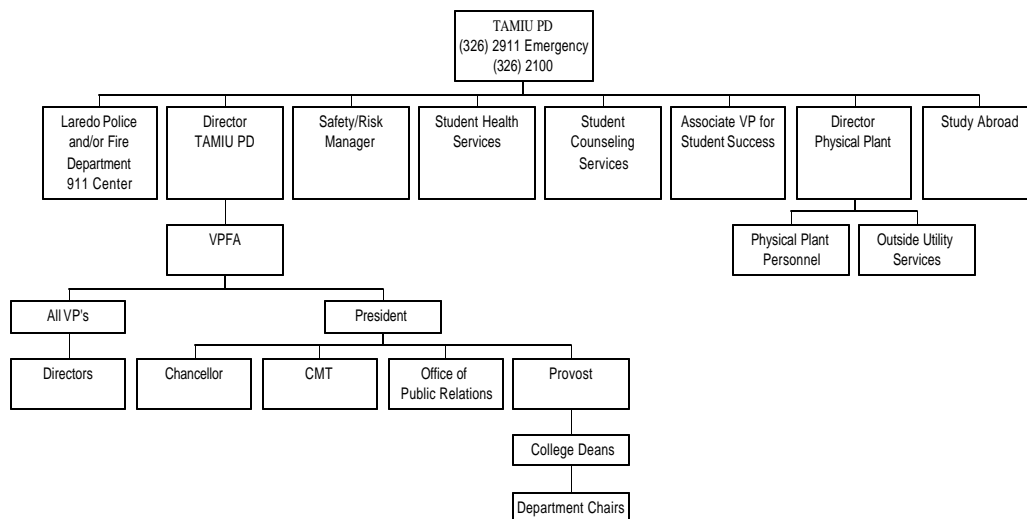 TAMIU PD
(326) 2911 Emergency
(326) 2100
Laredo Police
and/or Fire
Department
911 Center
Director
TAMIU PD
Safety/Risk
Manager
Student Health
Services
Student
Counseling
Services
Associate VP for
Student Success
Director
Physical Plant
Study Abroad
VPFA
Physical Plant
Personnel
Outside Utility
Services
All VP's
President
Directors
Chancellor
CMT
Office of
Public Relations
Provost
College Deans
Department Chairs